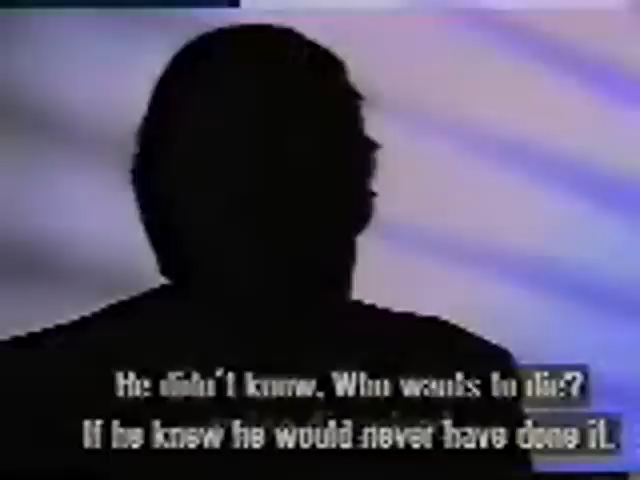 He didn't know. Who wants to die?
If he knew he would never have done it.